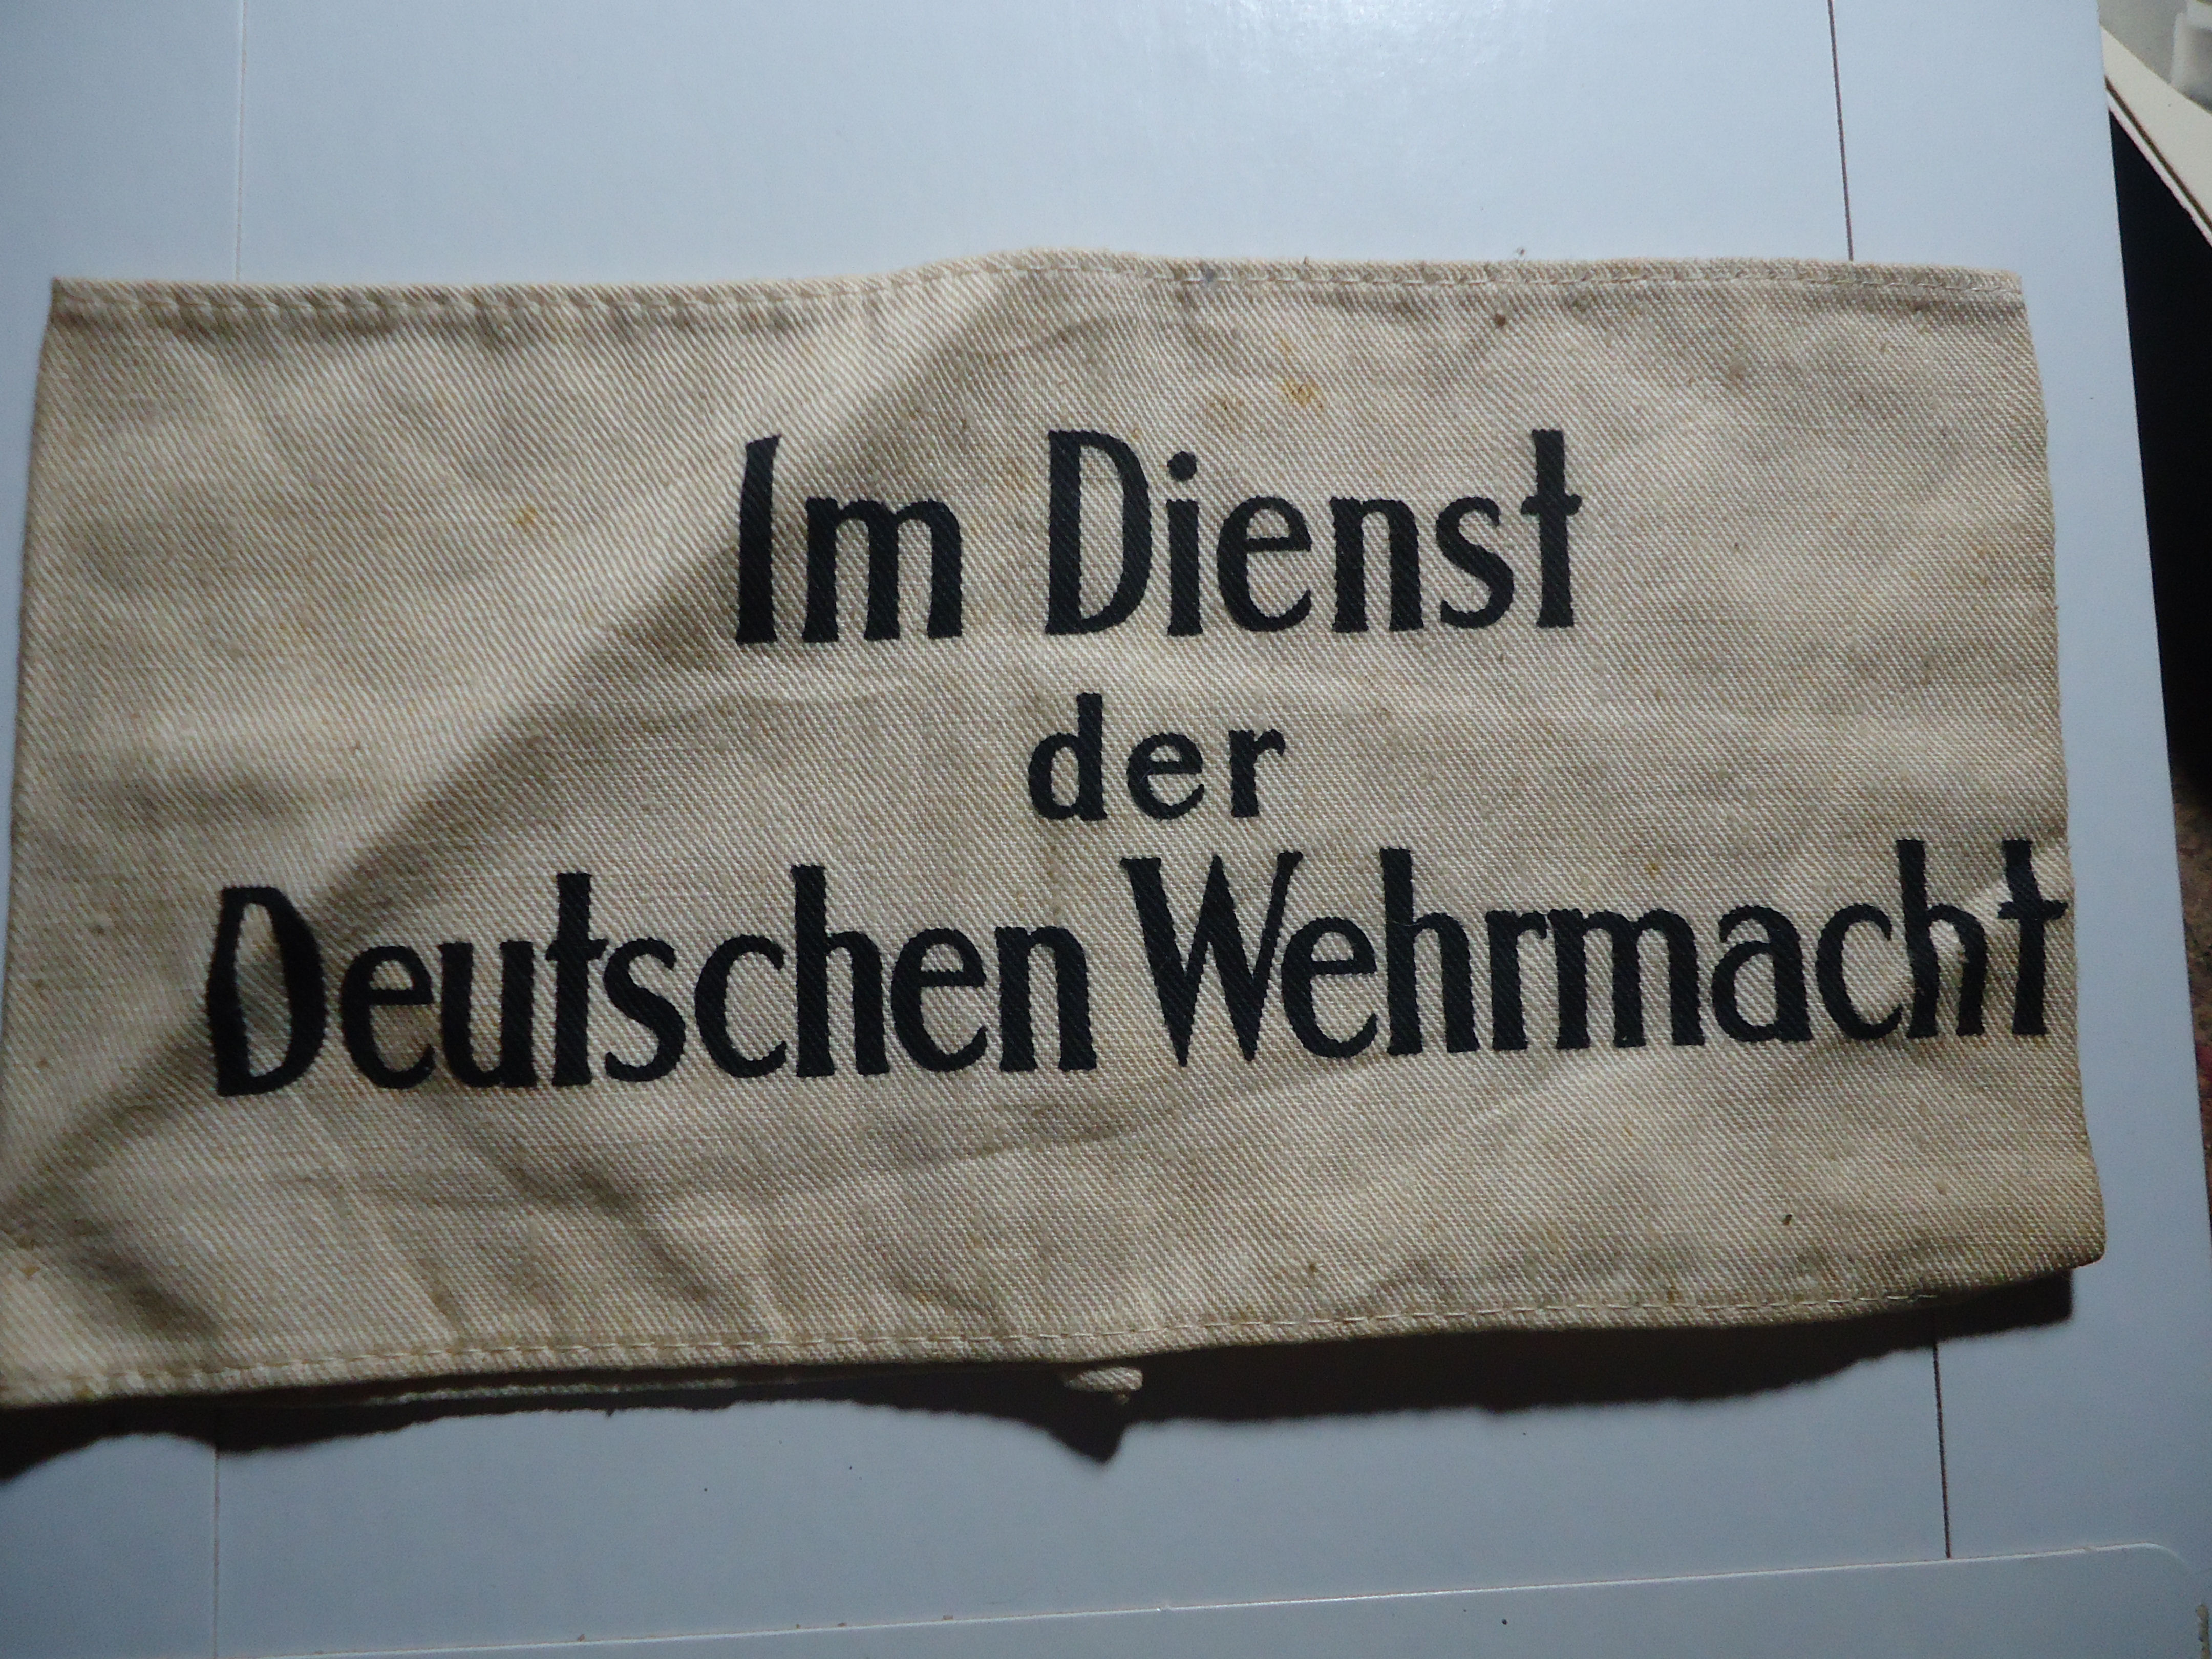 Im Dienst
der
Deutschen Wehrmacht